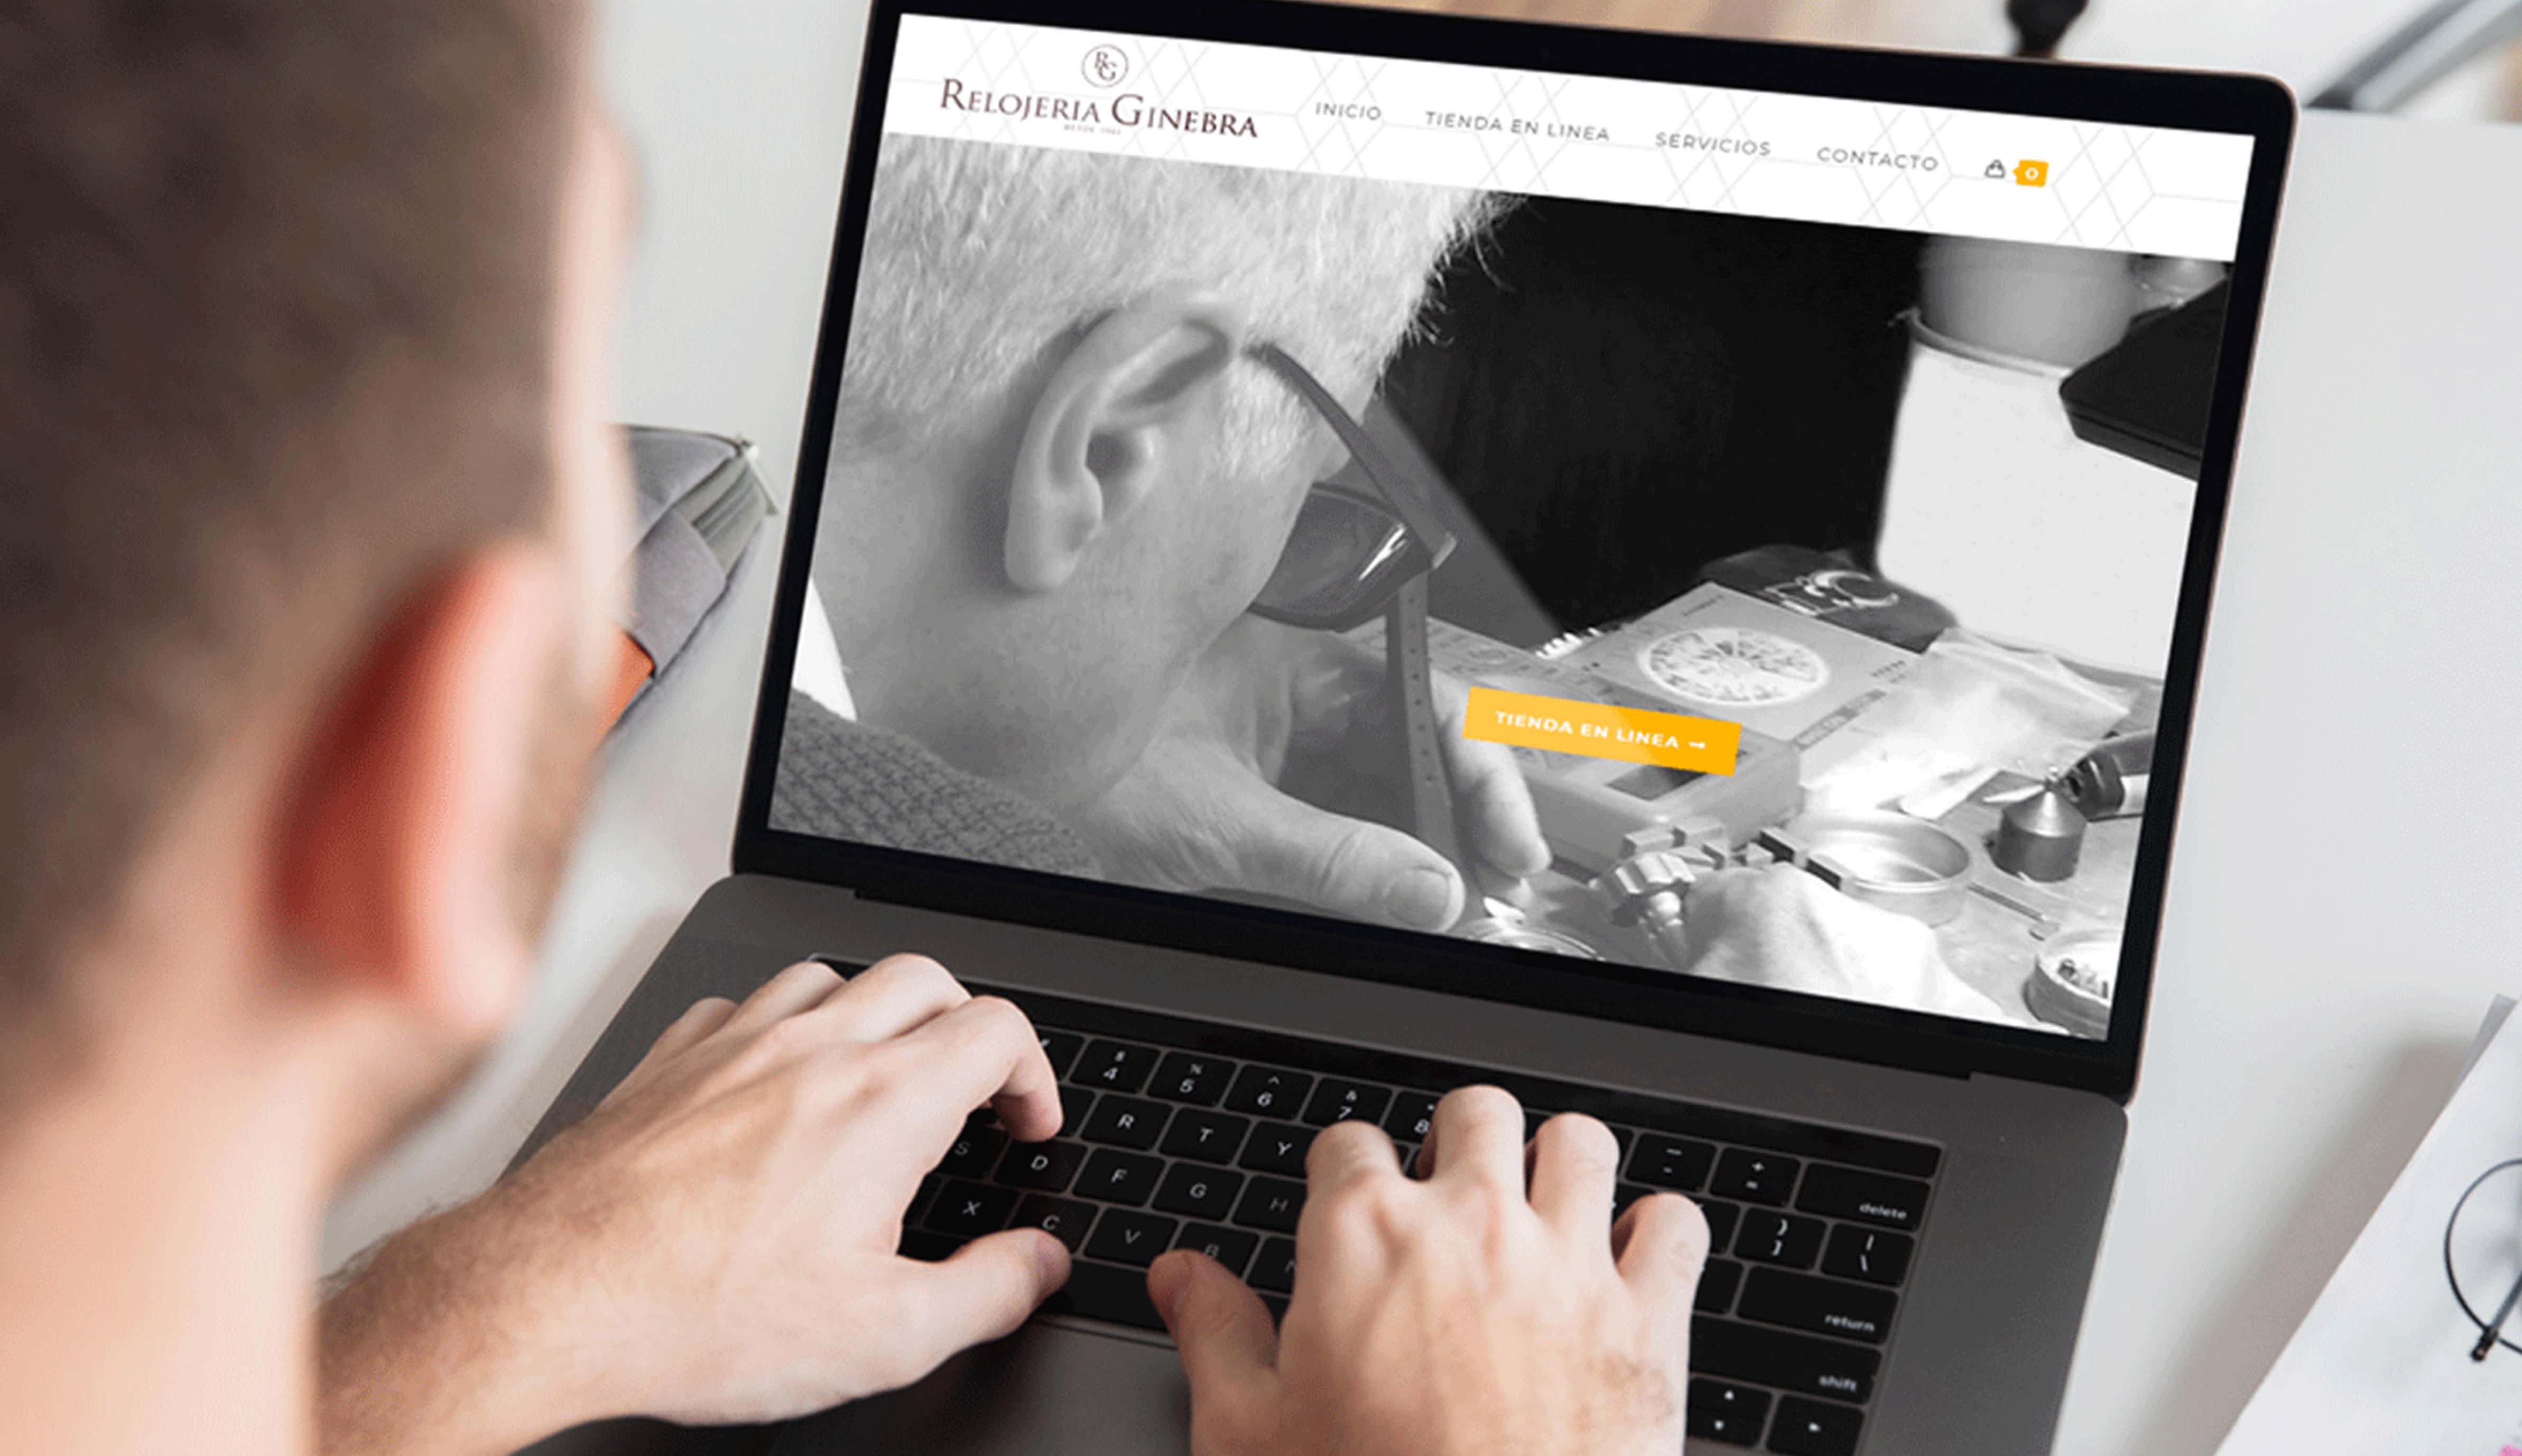 RG
RELOJERIA GINEBRA
INICIO
TIENDA EN LINEA
SERVICIOS
CONTACTO
0
TIENDA EN LINEA →
$ 4
% 5
^ 6
& 7
* 8
- -
+ =
delete
R T Y
} ]
| \
S D F G H
return
X C V B N
shift